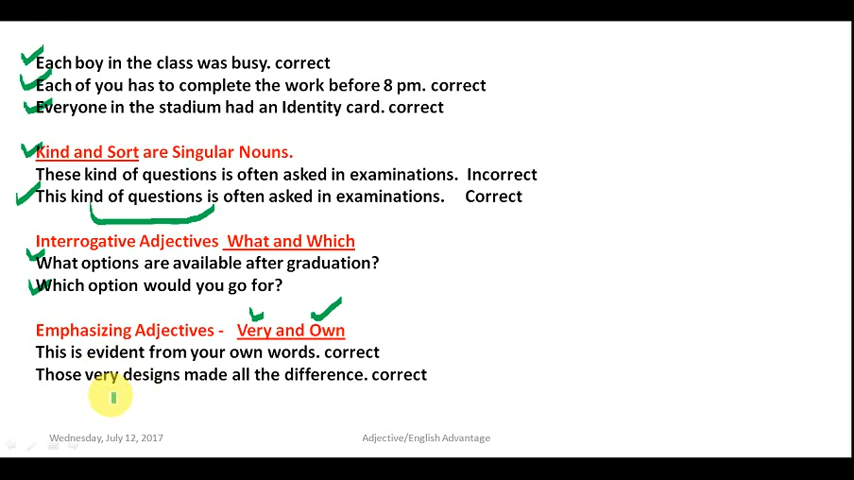 Each boy in the class was busy. correct
Each of you has to complete the work before 8 pm. correct
Everyone in the stadium had an Identity card. correct
Kind and Sort are Singular Nouns.
These kind of questions is often asked in examinations. Incorrect
This kind of questions is often asked in examinations. Correct
Interrogative Adjectives What and Which
What options are available after graduation?
Which option would you go for?
Emphasizing Adjectives - Very and Own
This is evident from your own words. correct
Those very designs made all the difference. correct
Wednesday, July 12, 2017
Adjective/English Advantage